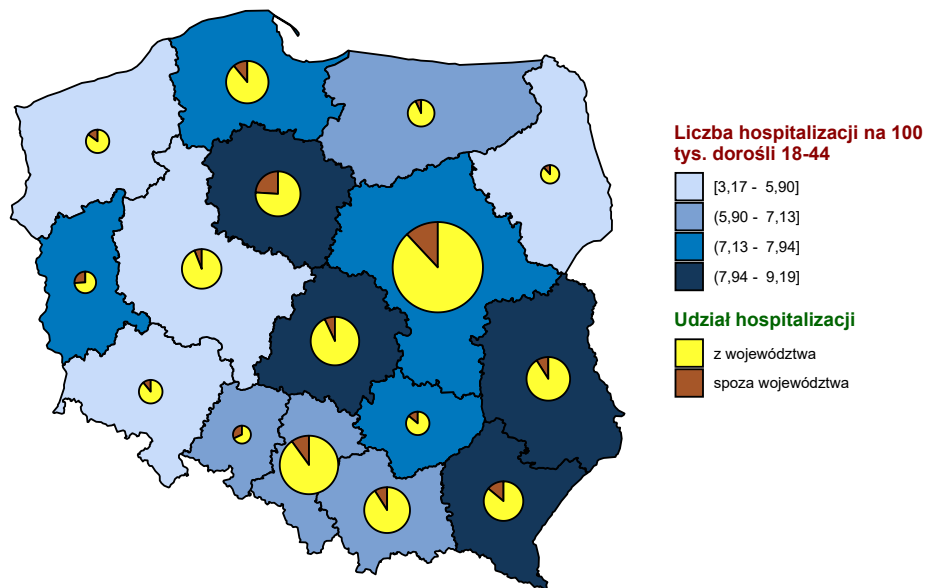 Liczba hospitalizacji na 100
tys. dorośli 18-44
[3,17 - 5,90]
(5,90 - 7,13]
(7,13 - 7,94]
(7,94 - 9,19]
Udział hospitalizacji
z województwa
spoza województwa